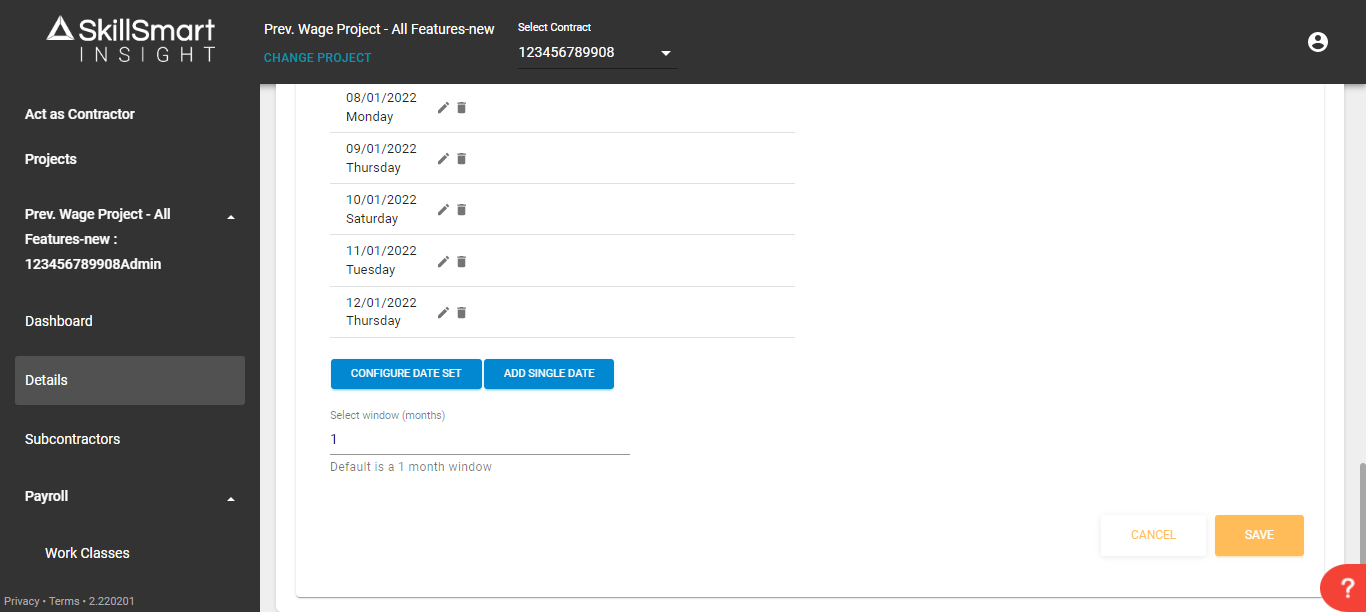 SkillSmart
INSIGHT
Prev. Wage Project - All Features-new
CHANGE PROJECT
Select Contract
123456789908
Act as Contractor
Projects
Prev. Wage Project - All
Features-new :
123456789908Admin
Dashboard
Details
Subcontractors
Payroll
Work Classes
Privacy • Terms • 2.220201
08/01/2022
Monday
09/01/2022
Thursday
10/01/2022
Saturday
11/01/2022
Tuesday
12/01/2022
Thursday
CONFIGURE DATE SET
ADD SINGLE DATE
Select window (months)
1
Default is a 1 month window
CANCEL
SAVE
?